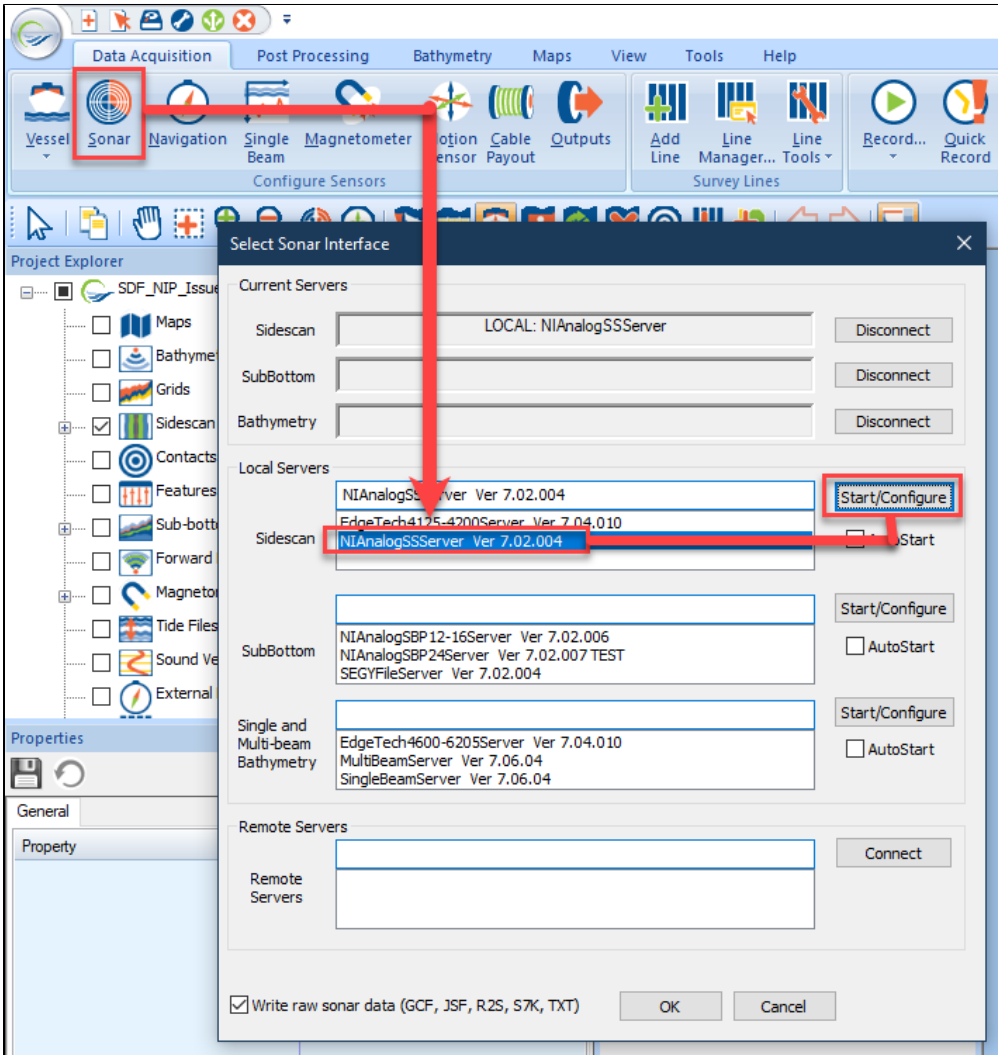 Data Acquisition Post Processing Bathymetry Maps View Tools Help
Vessel Sonar Navigation Single Beam Magnetometer Cable Payout Outputs Add Line Line Manager... Line Tools Record... Quick Record
Configure Sensors Survey Lines
Project Explorer
SDF_NIP_Issue
Maps
Grids
Sidescan
Contacts
Features
Sub-bott
Forward
Magneto
Tide Files
Sound Ve
External
Properties
General
Property
Select Sonar Interface
Current Servers
Sidescan LOCAL: NIAnalogSSServer Disconnect
SubBottom Disconnect
Bathymetry Disconnect
Local Servers
Ver 7.02.004 Start/Configure
EdgeTech4125-4200Server Ver 7.04.010
Sidescan NIAnalogSSServer Ver 7.02.004
Start/Configure
SubBottom NIAnalogSBP12-16Server Ver 7.02.006 AutoStart
NIAnalogSBP24Server Ver 7.02.007 TEST
SEGYFileServer Ver 7.02.004
Start/Configure
Single and Multi-beam Bathymetry
EdgeTech4600-6205Server Ver 7.04.010 AutoStart
MultiBeamServer Ver 7.06.04
SingleBeamServer Ver 7.06.04
Remote Servers
Connect
Remote Servers
Write raw sonar data (GCF, JSF, R2S, S7K, TXT) OK Cancel